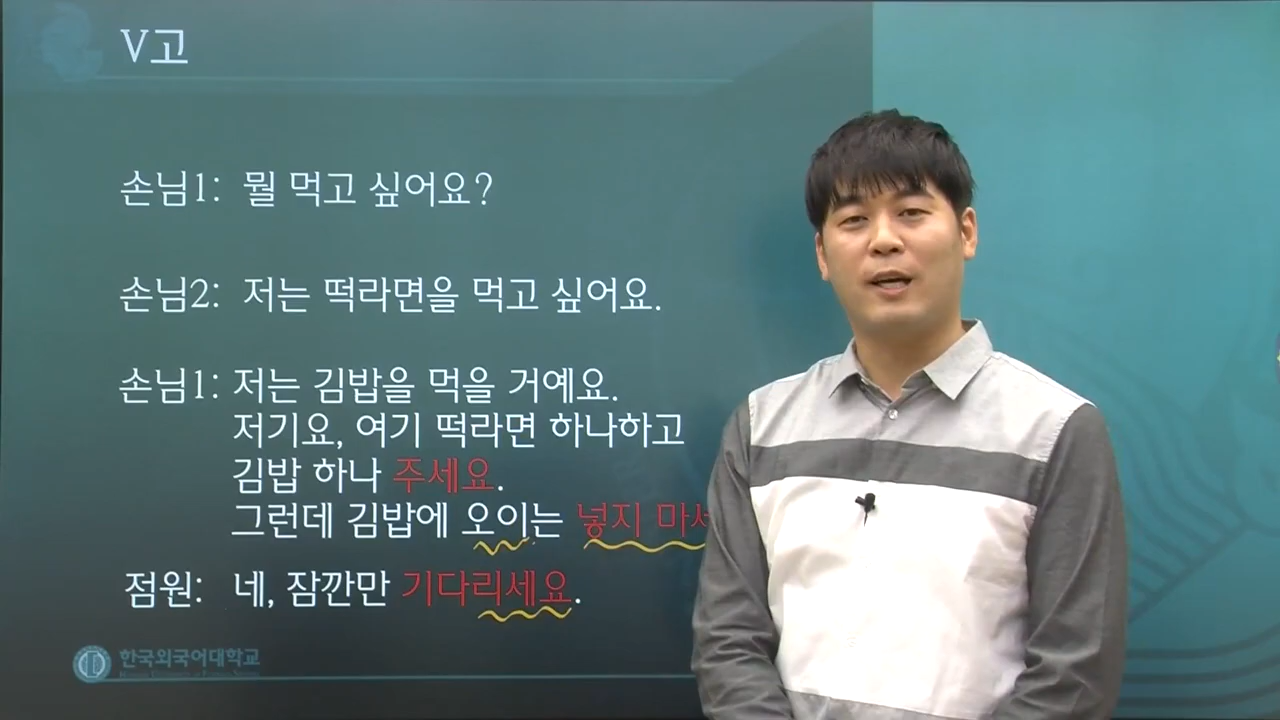 V고
손님1: 뭘 먹고 싶어요?
손님2: 저는 떡라면을 먹고 싶어요.
손님1: 저는 김밥을 먹을 거예요.
저기요, 여기 떡라면 하나하고
김밥 하나 주세요.
그런데 김밥에 오이는 넣지
점원: 네, 잠깐만 기다리세요.
한국외국어대학교